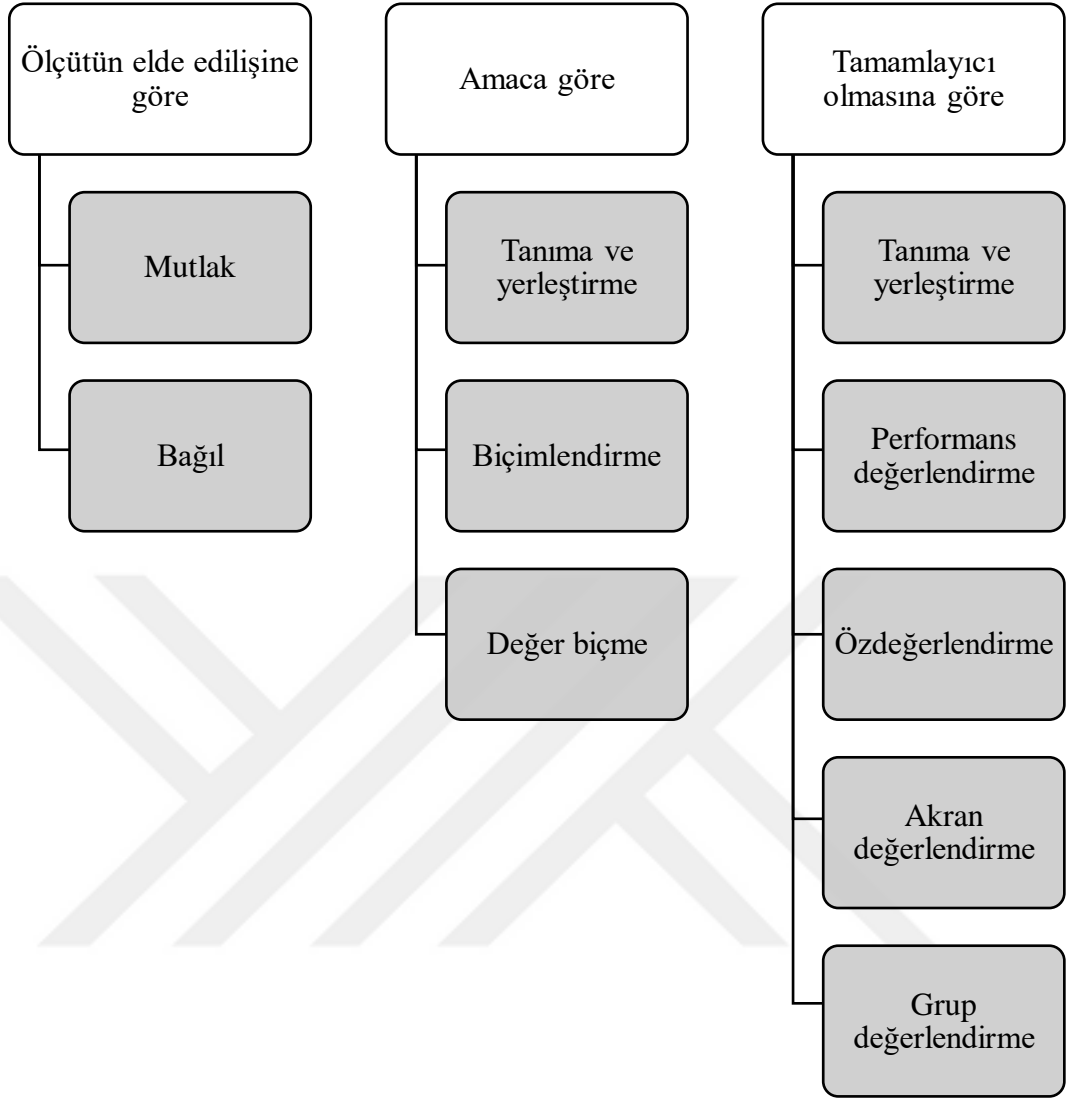 Ölçütün elde edilişine
göre
Mutlak
Bağıl
Amaca göre
Tanıma ve
yerleştirme
Biçimlendirme
Değer biçme
Tamamlayıcı
olmasına göre
Tanıma ve
yerleştirme
Performans
değerlendirme
Özdeğerlendirme
Akran
değerlendirme
Grup
değerlendirme